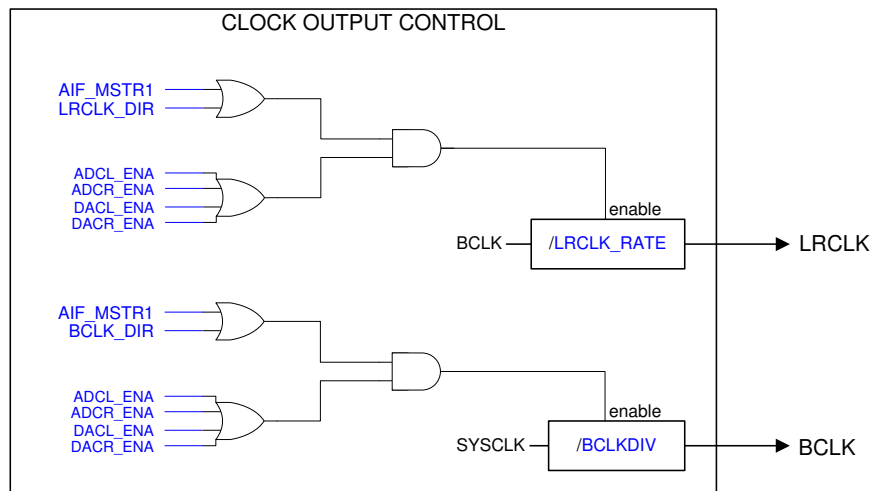 CLOCK OUTPUT CONTROL
AIF_MSTR1
LRCLK_DIR
ADCL_ENA
ADCR_ENA
DACL_ENA
DACR_ENA
enable
BCLK
/LRCLK_RATE
LRCLK
AIF_MSTR1
BCLK_DIR
ADCL_ENA
ADCR_ENA
DACL_ENA
DACR_ENA
enable
SYSCLK
/BCLKDIV
BCLK